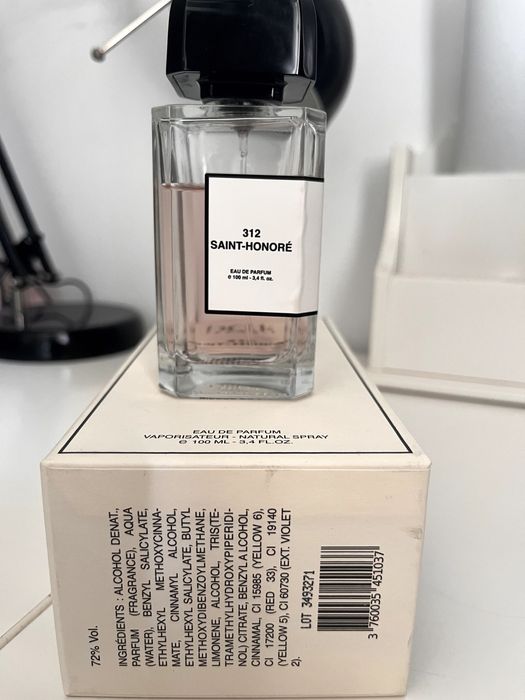 312
SAINT-HONORÉ
EAU DE PARFUM
℮ 100 ml - 3,4 fl. oz.
EAU DE PARFUM
VAPORISATEUR - NATURAL SPRAY
℮ 100 ML - 3,4 FL.OZ.
72% Vol.
INGRÉDIENTS : ALCOHOL DENAT.,
PARFUM (FRAGRANCE), AQUA
(WATER), BENZYL SALICYLATE,
ETHYLHEXYL METHOXYCINNA-
MATE, CINNAMYL ALCOHOL,
ETHYLHEXYL SALICYLATE, BUTYL
METHOXYDIBENZOYLMETHANE,
LIMONENE, ALCOHOL, TRIS(TE-
TRAMETHYLHYDROXYPIPERIDI-
NOL) CITRATE, BENZYL ALCOHOL,
CINNAMAL, CI 15985 (YELLOW 6),
CI 17200 (RED 33), CI 19140
(YELLOW 5), CI 60730 (EXT. VIOLET
2).
LOT 3493271
3 760035 451037